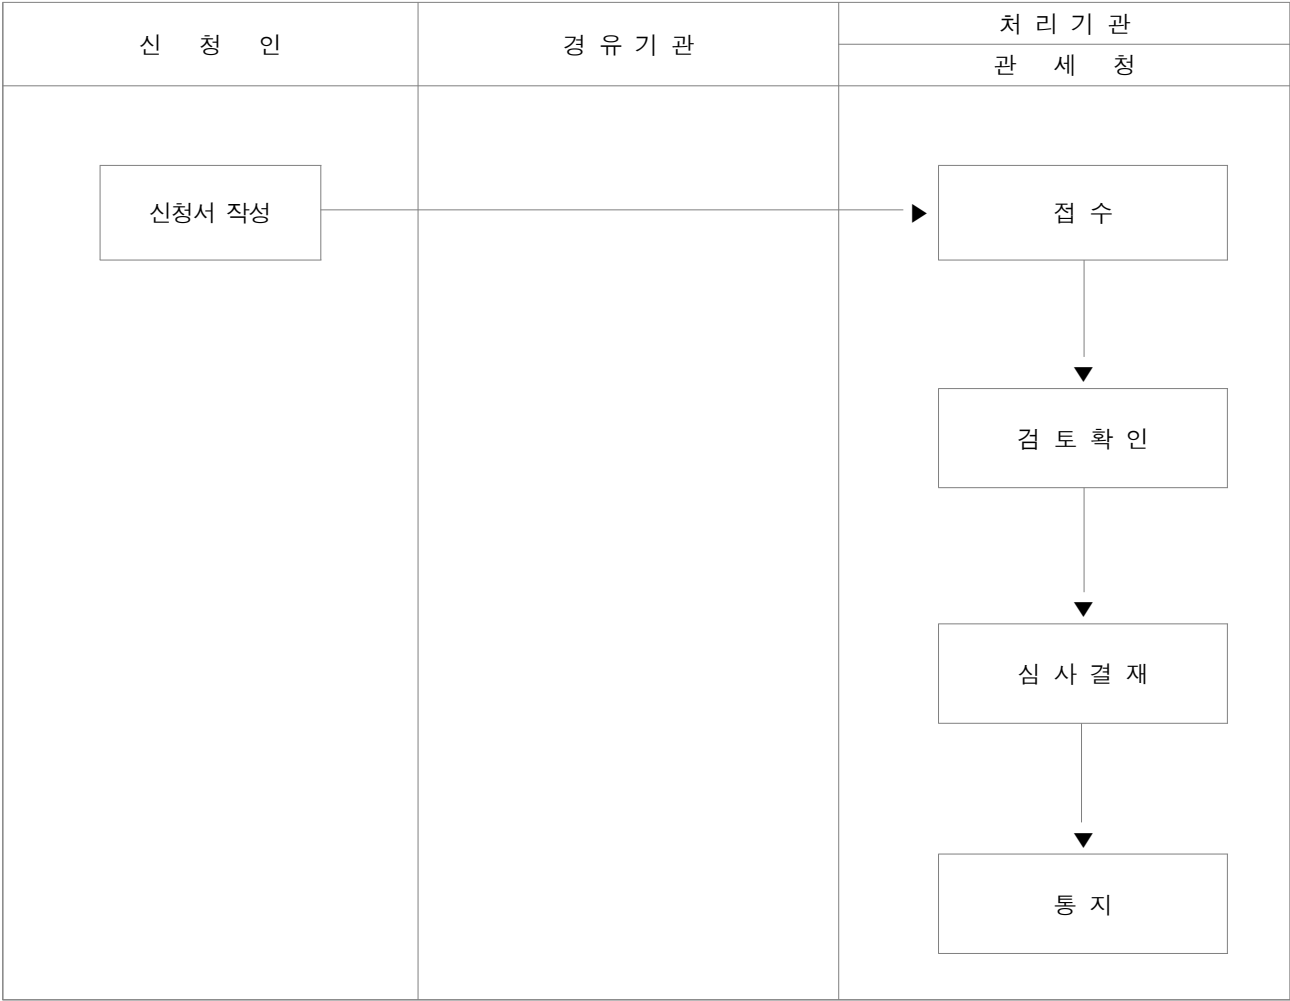 신 청 인
경 유 기 관
처 리 기 관
관 세 청
신청서 작성
접 수
검 토 확 인
심 사 결 재
통 지